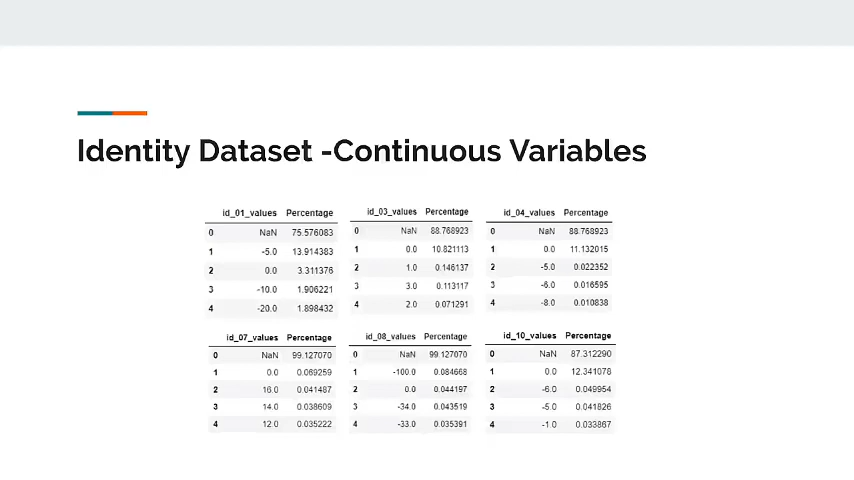 Identity Dataset -Continuous Variables
id_01_values Percentage
0 NaN 75.576083
1 -5.0 13.914383
2 0.0 3.311376
3 -10.0 1.906221
4 -20.0 1.898432
id_03_values Percentage
0 NaN 88.768923
1 0.0 10.821113
2 1.0 0.146137
3 3.0 0.113117
4 2.0 0.071291
id_04_values Percentage
0 NaN 88.768923
1 0.0 11.132015
2 -5.0 0.022352
3 -6.0 0.016595
4 -8.0 0.010838
id_07_values Percentage
0 NaN 99.127070
1 0.0 0.069259
2 16.0 0.041487
3 14.0 0.038609
4 12.0 0.035222
id_08_values Percentage
0 NaN 99.127070
1 -100.0 0.084668
2 0.0 0.044197
3 -34.0 0.043519
4 -33.0 0.035391
id_10_values Percentage
0 NaN 87.312290
1 0.0 12.341078
2 -6.0 0.049954
3 -5.0 0.041826
4 -1.0 0.033867